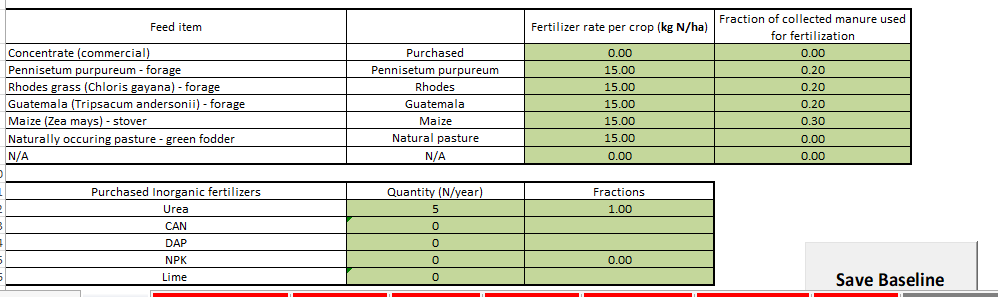 Feed item Fertilizer rate per crop (kg N/ha) Fraction of collected manure used for fertilization
Concentrate (commercial) Purchased 0.00 0.00
Pennisetum purpureum - forage Pennisetum purpureum 15.00 0.20
Rhodes grass (Chloris gayana) - forage Rhodes 15.00 0.20
Guatemala (Tripsacum andersonii) - forage Guatemala 15.00 0.20
Maize (Zea mays) - stover Maize 15.00 0.30
Naturally occuring pasture - green fodder Natural pasture 15.00 0.00
N/A N/A 0.00 0.00
Purchased Inorganic fertilizers Quantity (N/year) Fractions
Urea 5 1.00
CAN 0
DAP 0
NPK 0 0.00
Lime 0
Save Baseline